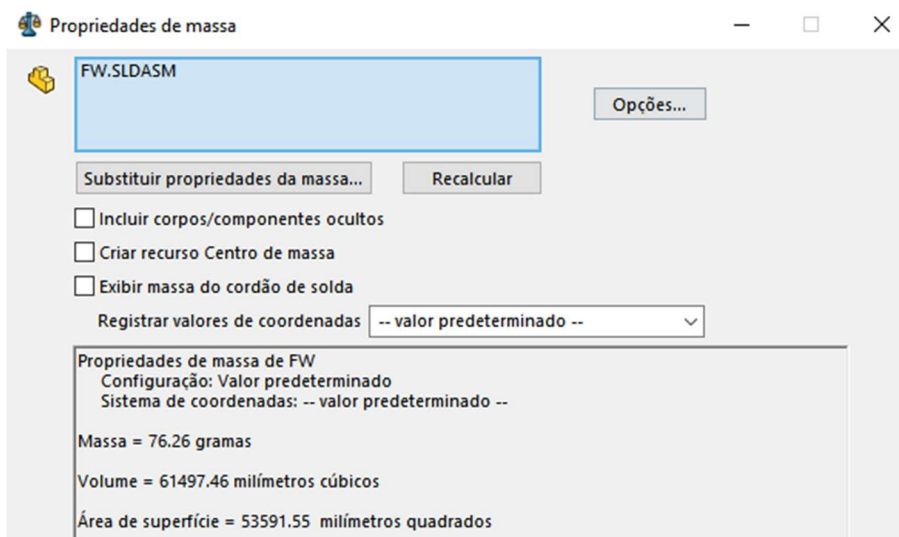 Propriedades de massa
FW.SLDASM
Opções...
Substituir propriedades da massa...
Recalcular
Incluir corpos/componentes ocultos
Criar recurso Centro de massa
Exibir massa do cordão de solda
Registrar valores de coordenadas -- valor predeterminado --
Propriedades de massa de FW
Configuração: Valor predeterminado
Sistema de coordenadas: -- valor predeterminado --
Massa = 76.26 gramas
Volume = 61497.46 milímetros cúbicos
Área de superfície = 53591.55 milímetros quadrados